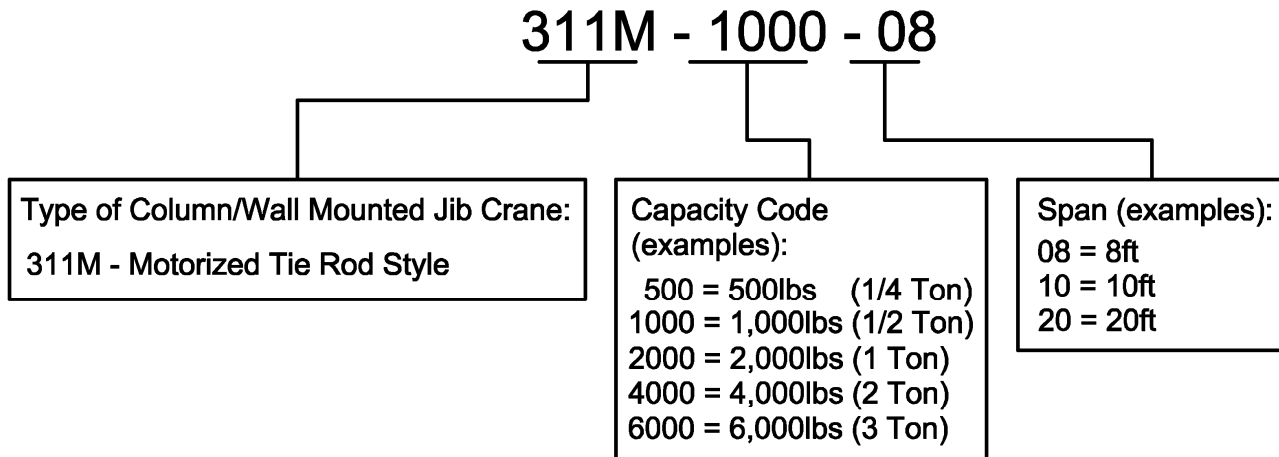 311M - 1000 - 08
Type of Column/Wall Mounted Jib Crane:
311M - Motorized Tie Rod Style
Capacity Code
(examples):
500 = 500lbs (1/4 Ton)
1000 = 1,000lbs (1/2 Ton)
2000 = 2,000lbs (1 Ton)
4000 = 4,000lbs (2 Ton)
6000 = 6,000lbs (3 Ton)
Span (examples):
08 = 8ft
10 = 10ft
20 = 20ft